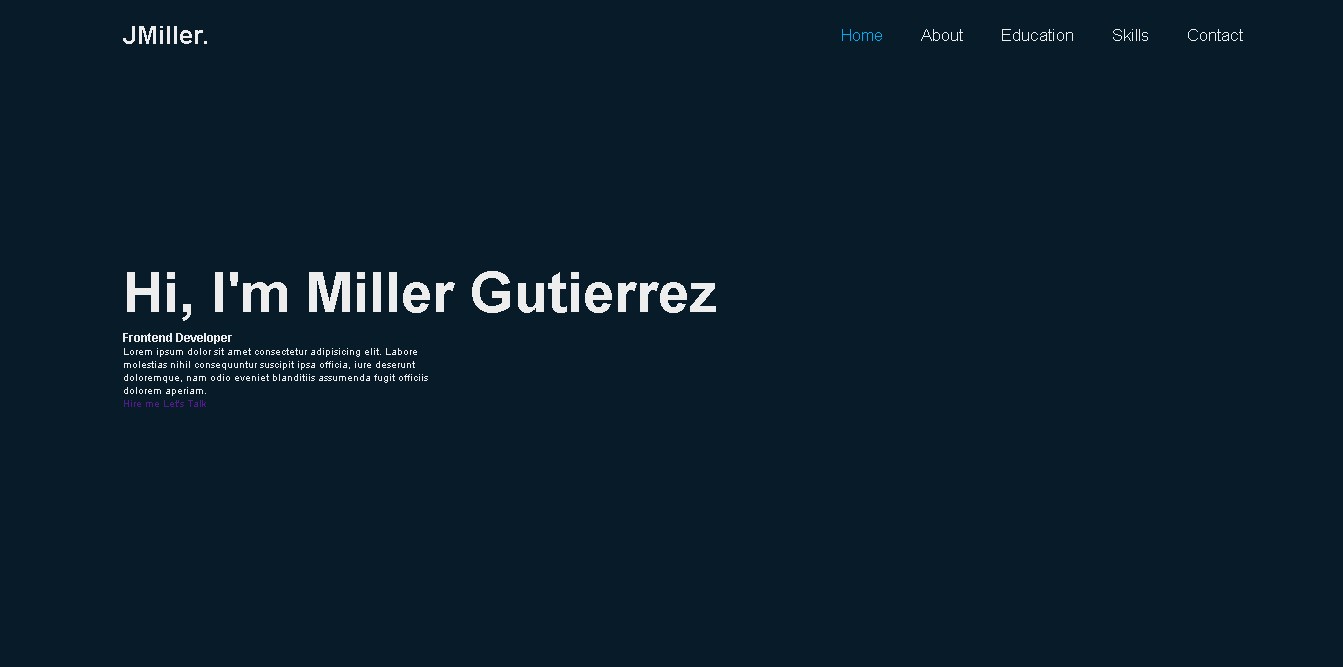 JMiller.
Home About Education Skills Contact
Hi, I'm Miller Gutierrez
Frontend Developer
Lorem ipsum dolor sit amet consectetur adipisicing elit. Labore
molestias nihil consequuntur suscipit ipsa officia, iure deserunt
doloremque, nam odio eveniet blanditiis assumenda fugit officiis
dolorem aperiam.
Hire me Let's Talk